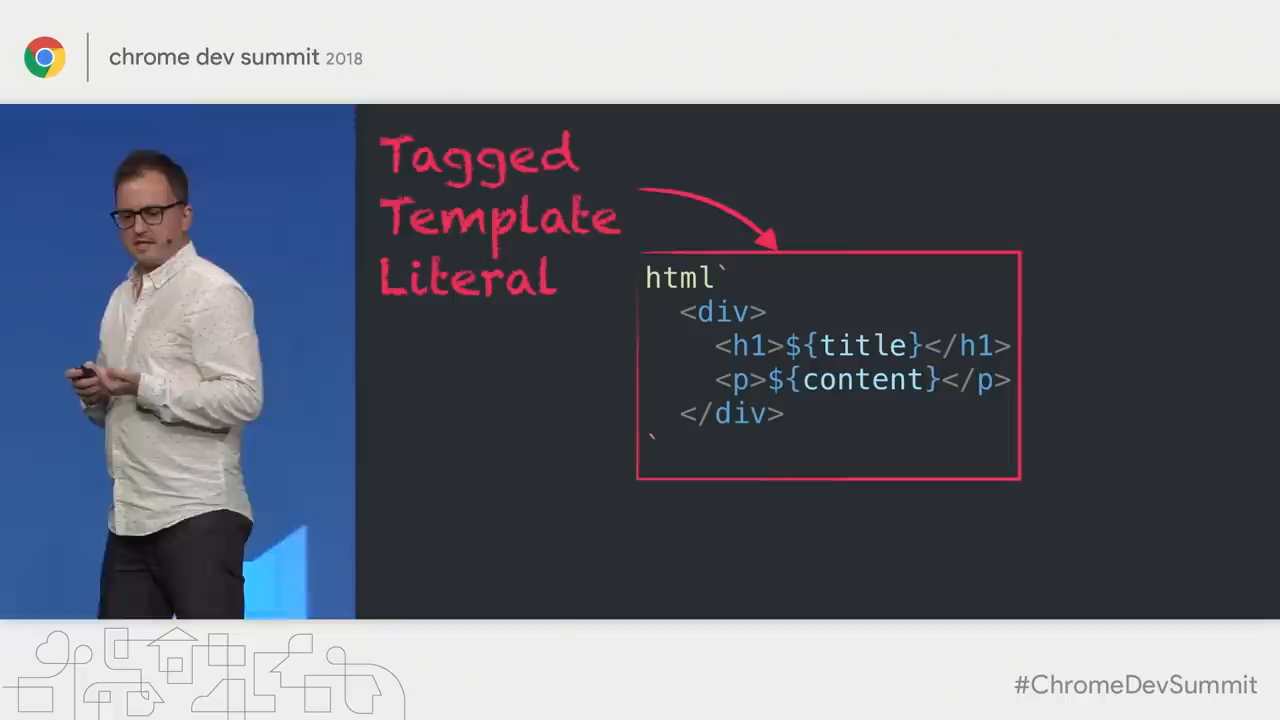 chrome dev summit 2018
Tagged
Template
Literal
html`
<div>
<h1>${title}</h1>
<p>${content}</p>
</div>
`
#ChromeDevSummit